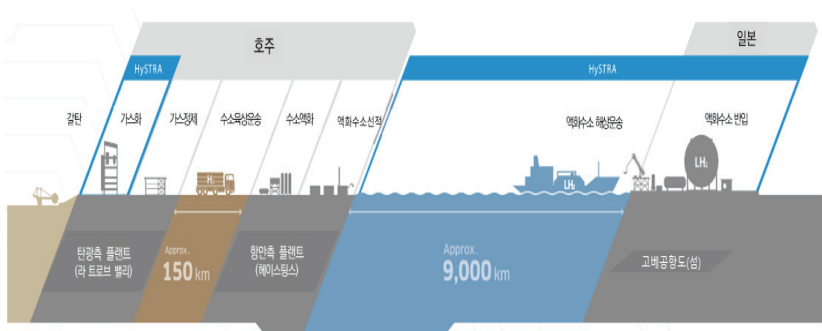 호주
일본
HySTRA
HySTRA
갈탄
가스화
가스정제
수소육상운송
수소액화
액화수소선적
액화수소 해상운송
액화수소 반입
H₂
LH₂
LH₂
탄광측 플랜트
(라 트로브 밸리)
Approx.
150 km
항만측 플랜트
(헤이스팅스)
Approx.
9,000 km
고베공항도(섬)